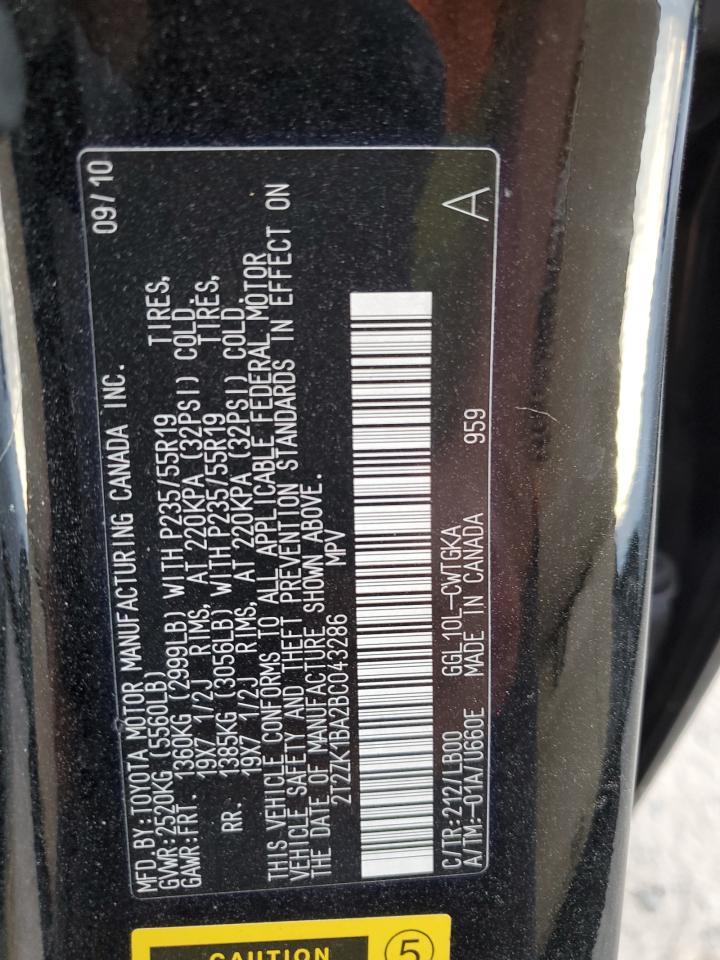 MFD.BY:TOYOTA MOTOR MANUFACTURING CANADA INC. 09/10
GVWR:2520KG (5560LB)
GAWR:FRT. 1360KG (2999LB) WITH P235/55R19 TIRES,
19X7 1/2J RIMS, AT 220KPA (32PSI) COLD.
RR. 1385KG (3056LB) WITH P235/55R19 TIRES,
19X7 1/2J RIMS, AT 220KPA (32PSI) COLD.
THIS VEHICLE CONFORMS TO ALL APPLICABLE FEDERAL MOTOR
VEHICLE SAFETY AND THEFT PREVENTION STANDARDS IN EFFECT ON
THE DATE OF MANUFACTURE SHOWN ABOVE.
2T2ZK1BA2BC043286 MPV
C/TR:212/LB00 GGL10L-CWTGKA A
A/TM:-01A/U660E MADE IN CANADA 959
CAUTION 5